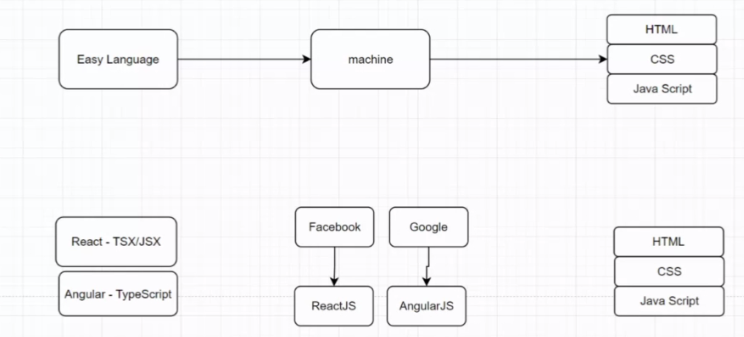 Easy Language
machine
HTML
CSS
Java Script
React - TSX/JSX
Angular - TypeScript
Facebook
Google
ReactJS
AngularJS
HTML
CSS
Java Script